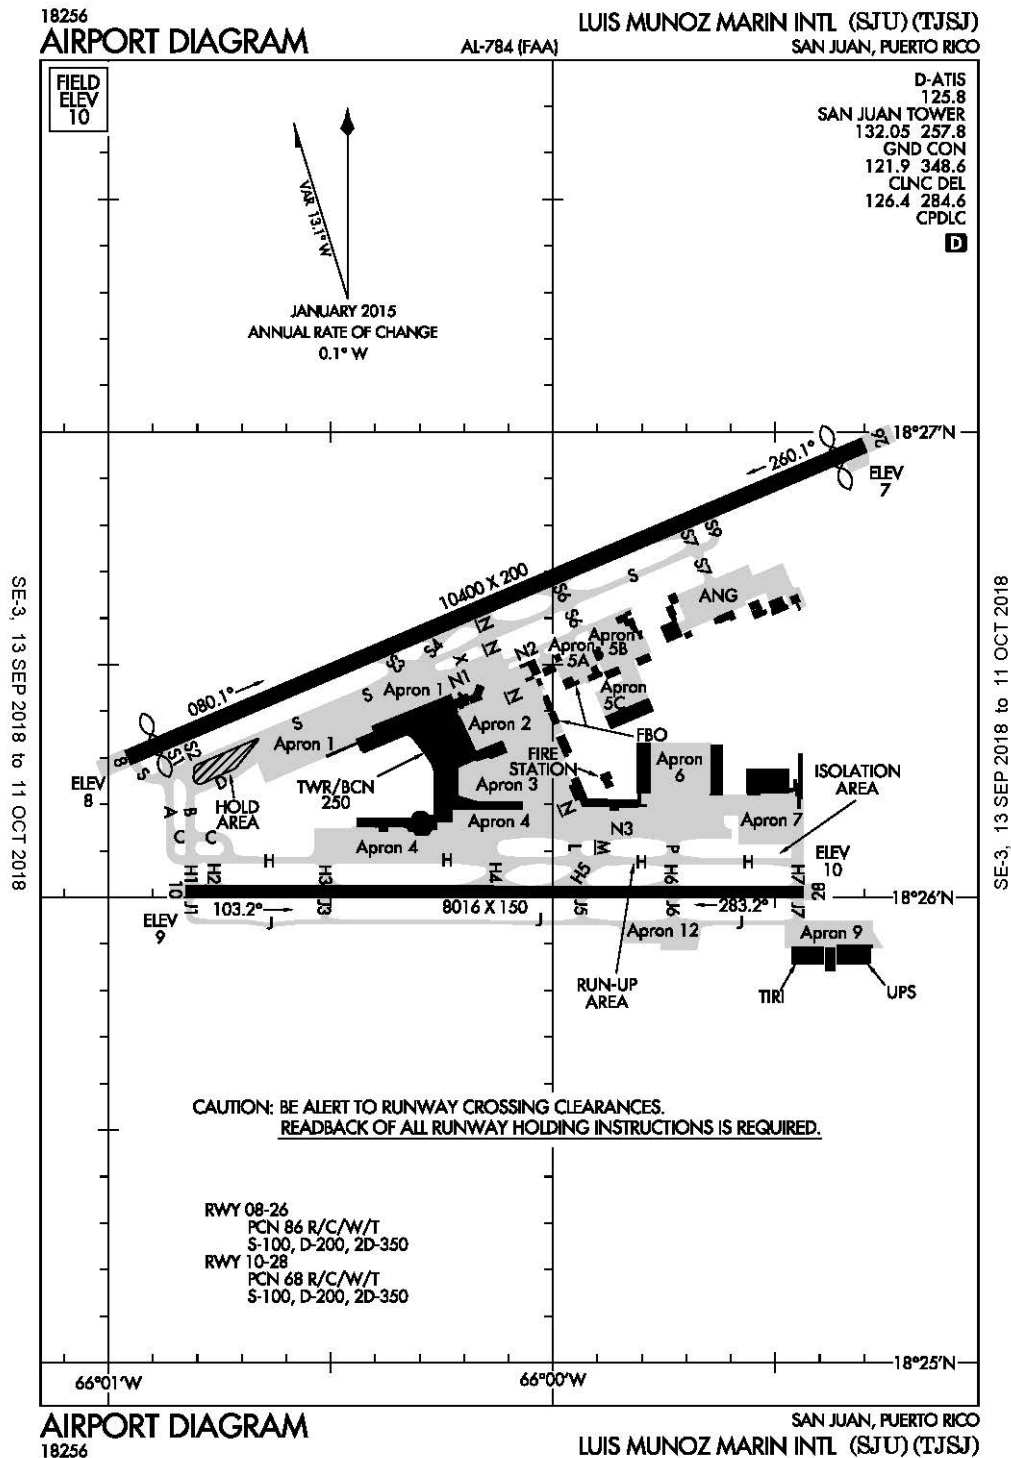 18256
AIRPORT DIAGRAM
AL-784 (FAA)
LUIS MUNOZ MARIN INTL (SJU) (TJSJ)
SAN JUAN, PUERTO RICO
FIELD
ELEV
10
D-ATIS
125.8
SAN JUAN TOWER
132.05 257.8
GND CON
121.9 348.6
CLNC DEL
126.4 284.6
CPDLC
D
VAR 13.1° W
JANUARY 2015
ANNUAL RATE OF CHANGE
0.1° W
18°27'N
26
260.1°
ELEV
7
S9
S7
S7
S
ANG
10400 X 200
S6
S6
N
N
S4
S3
X
N2
N1
N
Apron
5A
Apron
5B
Apron
5C
Apron 1
Apron 2
S
S
080.1°
Apron 1
8
S
S1
S2
D
ELEV
8
HOLD
AREA
TWR/BCN
250
FBO
FIRE
STATION
Apron
6
ISOLATION
AREA
Apron 3
A
B
C
C
Apron 4
Apron 4
N
N3
Apron 7
L
M
P
H
H
H
H
ELEV
10
H1
H2
H3
H4
H5
H6
H7
10
28
18°26'N
J1
103.2°
J3
8016 X 150
J5
J6
283.2°
J7
ELEV
9
J
J
J
Apron 12
Apron 9
RUN-UP
AREA
TIRI
UPS
CAUTION: BE ALERT TO RUNWAY CROSSING CLEARANCES.
READBACK OF ALL RUNWAY HOLDING INSTRUCTIONS IS REQUIRED.
RWY 08-26
PCN 86 R/C/W/T
S-100, D-200, 2D-350
RWY 10-28
PCN 68 R/C/W/T
S-100, D-200, 2D-350
18°25'N
66°01'W
66°00'W
SE-3, 13 SEP 2018 to 11 OCT 2018
SE-3, 13 SEP 2018 to 11 OCT 2018
AIRPORT DIAGRAM
18256
SAN JUAN, PUERTO RICO
LUIS MUNOZ MARIN INTL (SJU) (TJSJ)